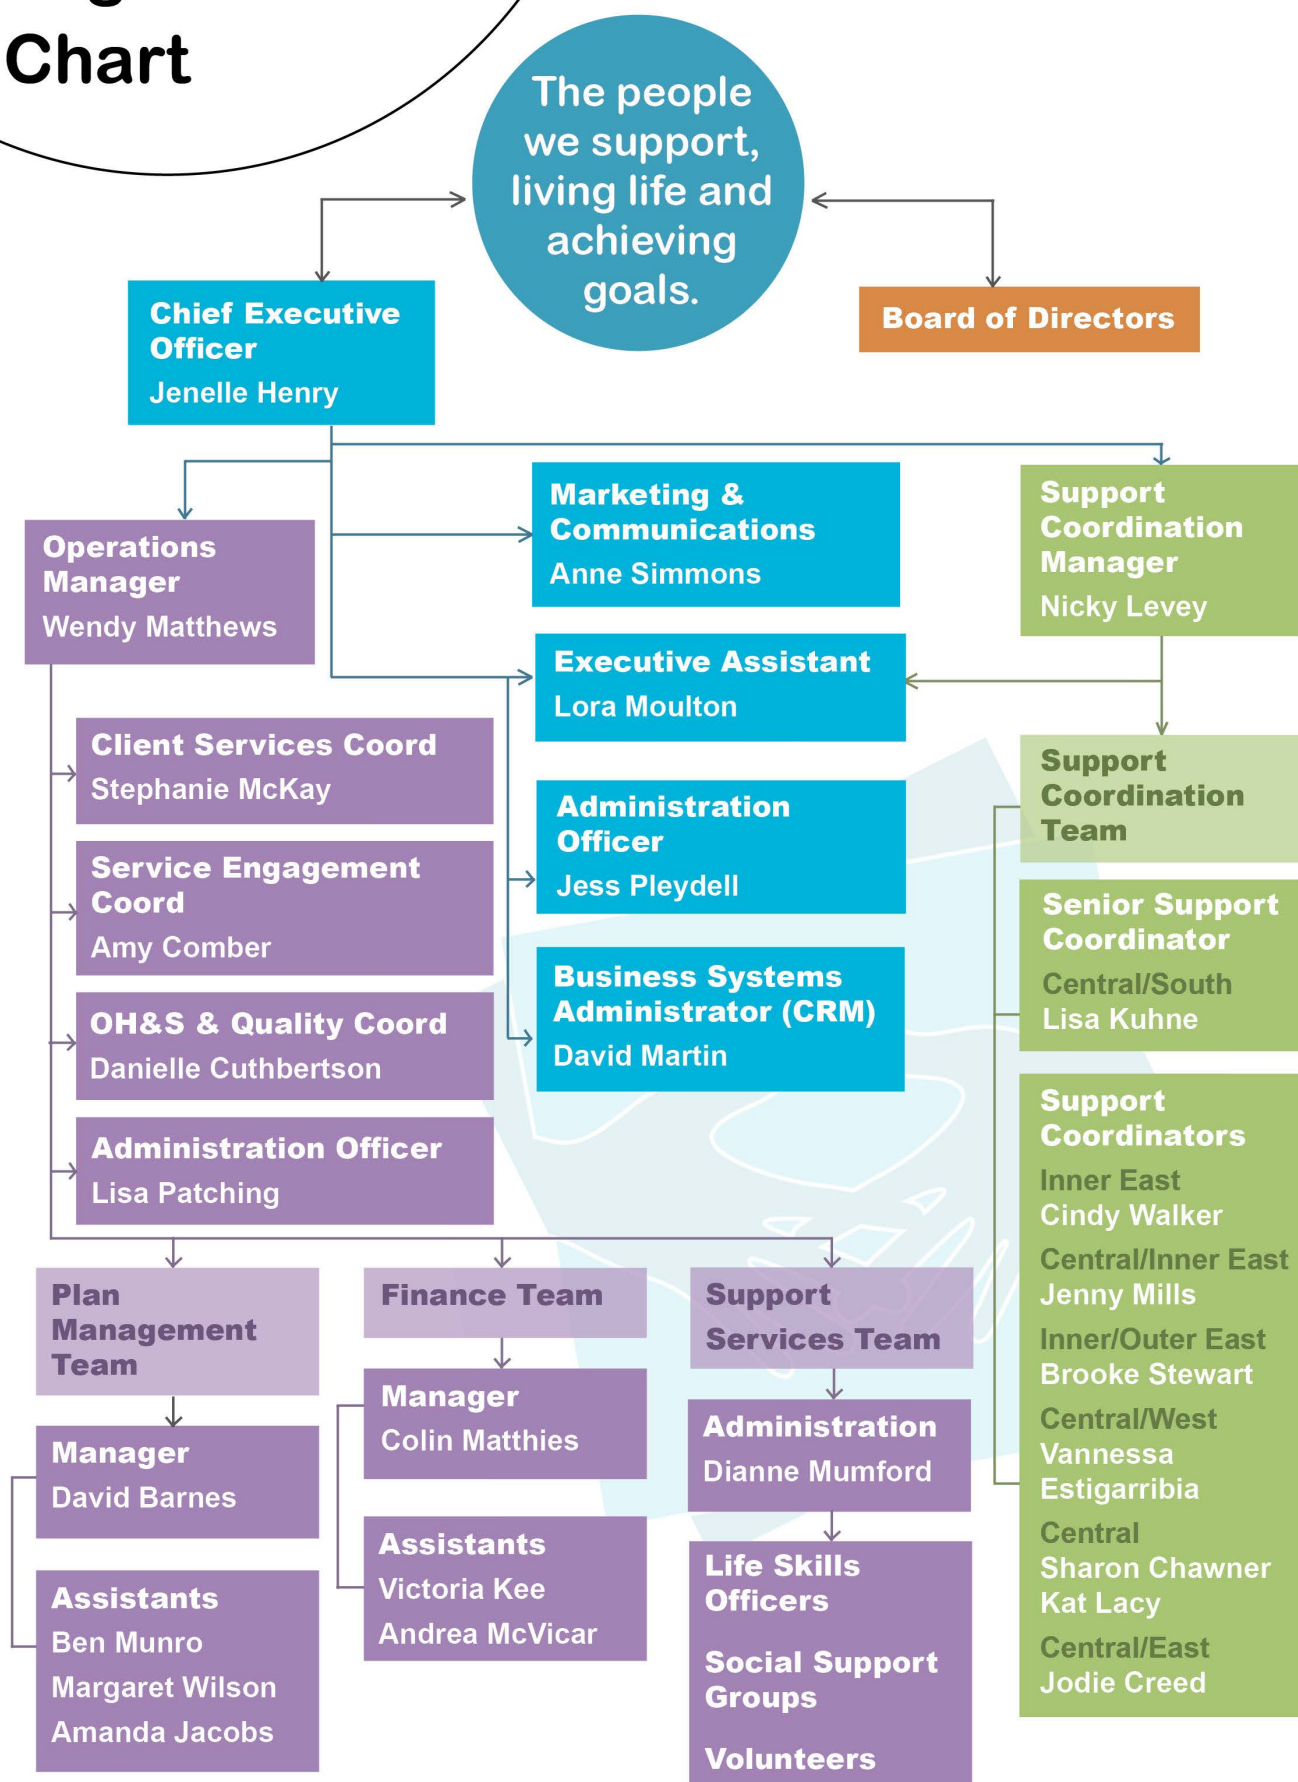 Chart
The people
we support,
living life and
achieving
goals.
Chief Executive
Officer
Jenelle Henry
Board of Directors
Operations
Manager
Wendy Matthews
Marketing &
Communications
Anne Simmons
Support
Coordination
Manager
Nicky Levey
Executive Assistant
Lora Moulton
Client Services Coord
Stephanie McKay
Administration
Officer
Jess Pleydell
Support
Coordination
Team
Service Engagement
Coord
Amy Comber
Business Systems
Administrator (CRM)
David Martin
Senior Support
Coordinator
Central/South
Lisa Kuhne
OH&S & Quality Coord
Danielle Cuthbertson
Administration Officer
Lisa Patching
Support
Coordinators
Inner East
Cindy Walker
Central/Inner East
Jenny Mills
Inner/Outer East
Brooke Stewart
Central/West
Vannessa
Estigarribia
Central
Sharon Chawner
Kat Lacy
Central/East
Jodie Creed
Plan
Management
Team
Manager
David Barnes
Assistants
Ben Munro
Margaret Wilson
Amanda Jacobs
Finance Team
Manager
Colin Matthies
Assistants
Victoria Kee
Andrea McVicar
Support
Services Team
Administration
Dianne Mumford
Life Skills
Officers
Social Support
Groups
Volunteers